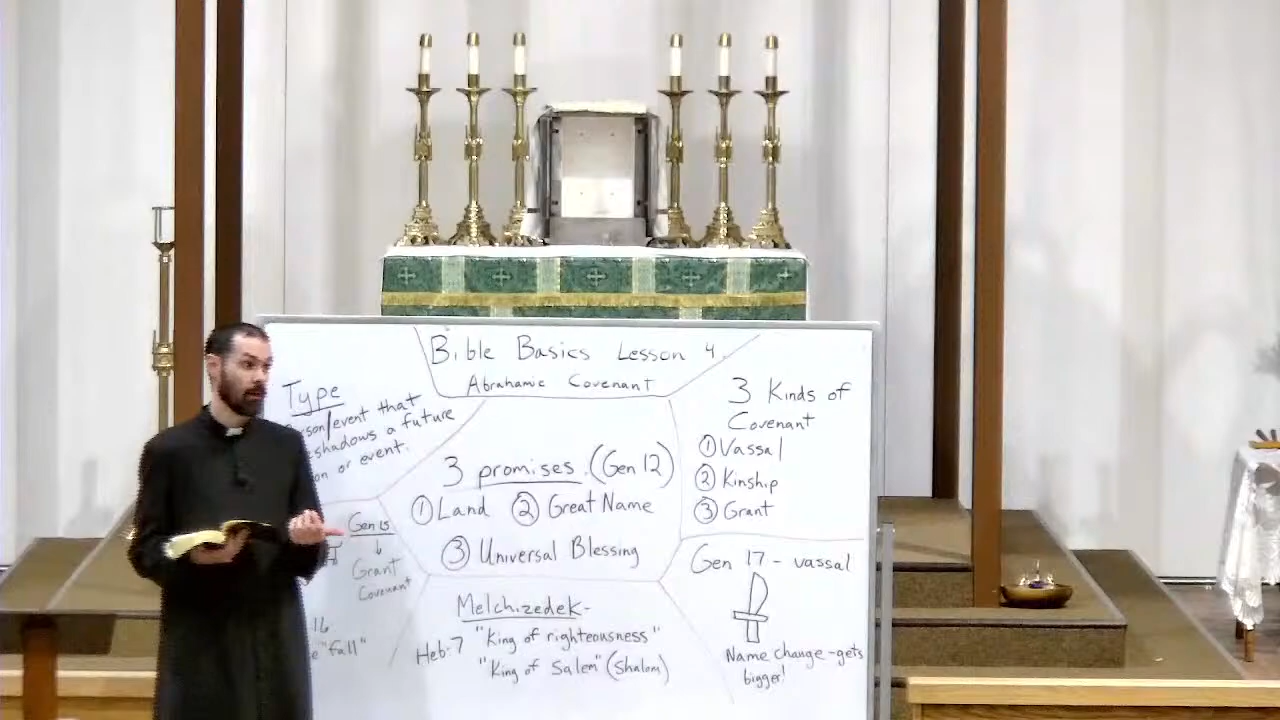 Bible Basics Lesson 4.
Abrahamic Covenant
Type
/event that
a future
or event.
3 promises (Gen 12)
① Land ② Great Name
③ Universal Blessing
3 Kinds of
Covenant
① Vassal
② Kinship
③ Grant
Gen 15
Grant
Covenant
16
"fall"
Melchizedek-
Heb: 7 "King of righteousness"
"King of Salem" (Shalom)
Gen 17 - vassal
Name change - gets
bigger!